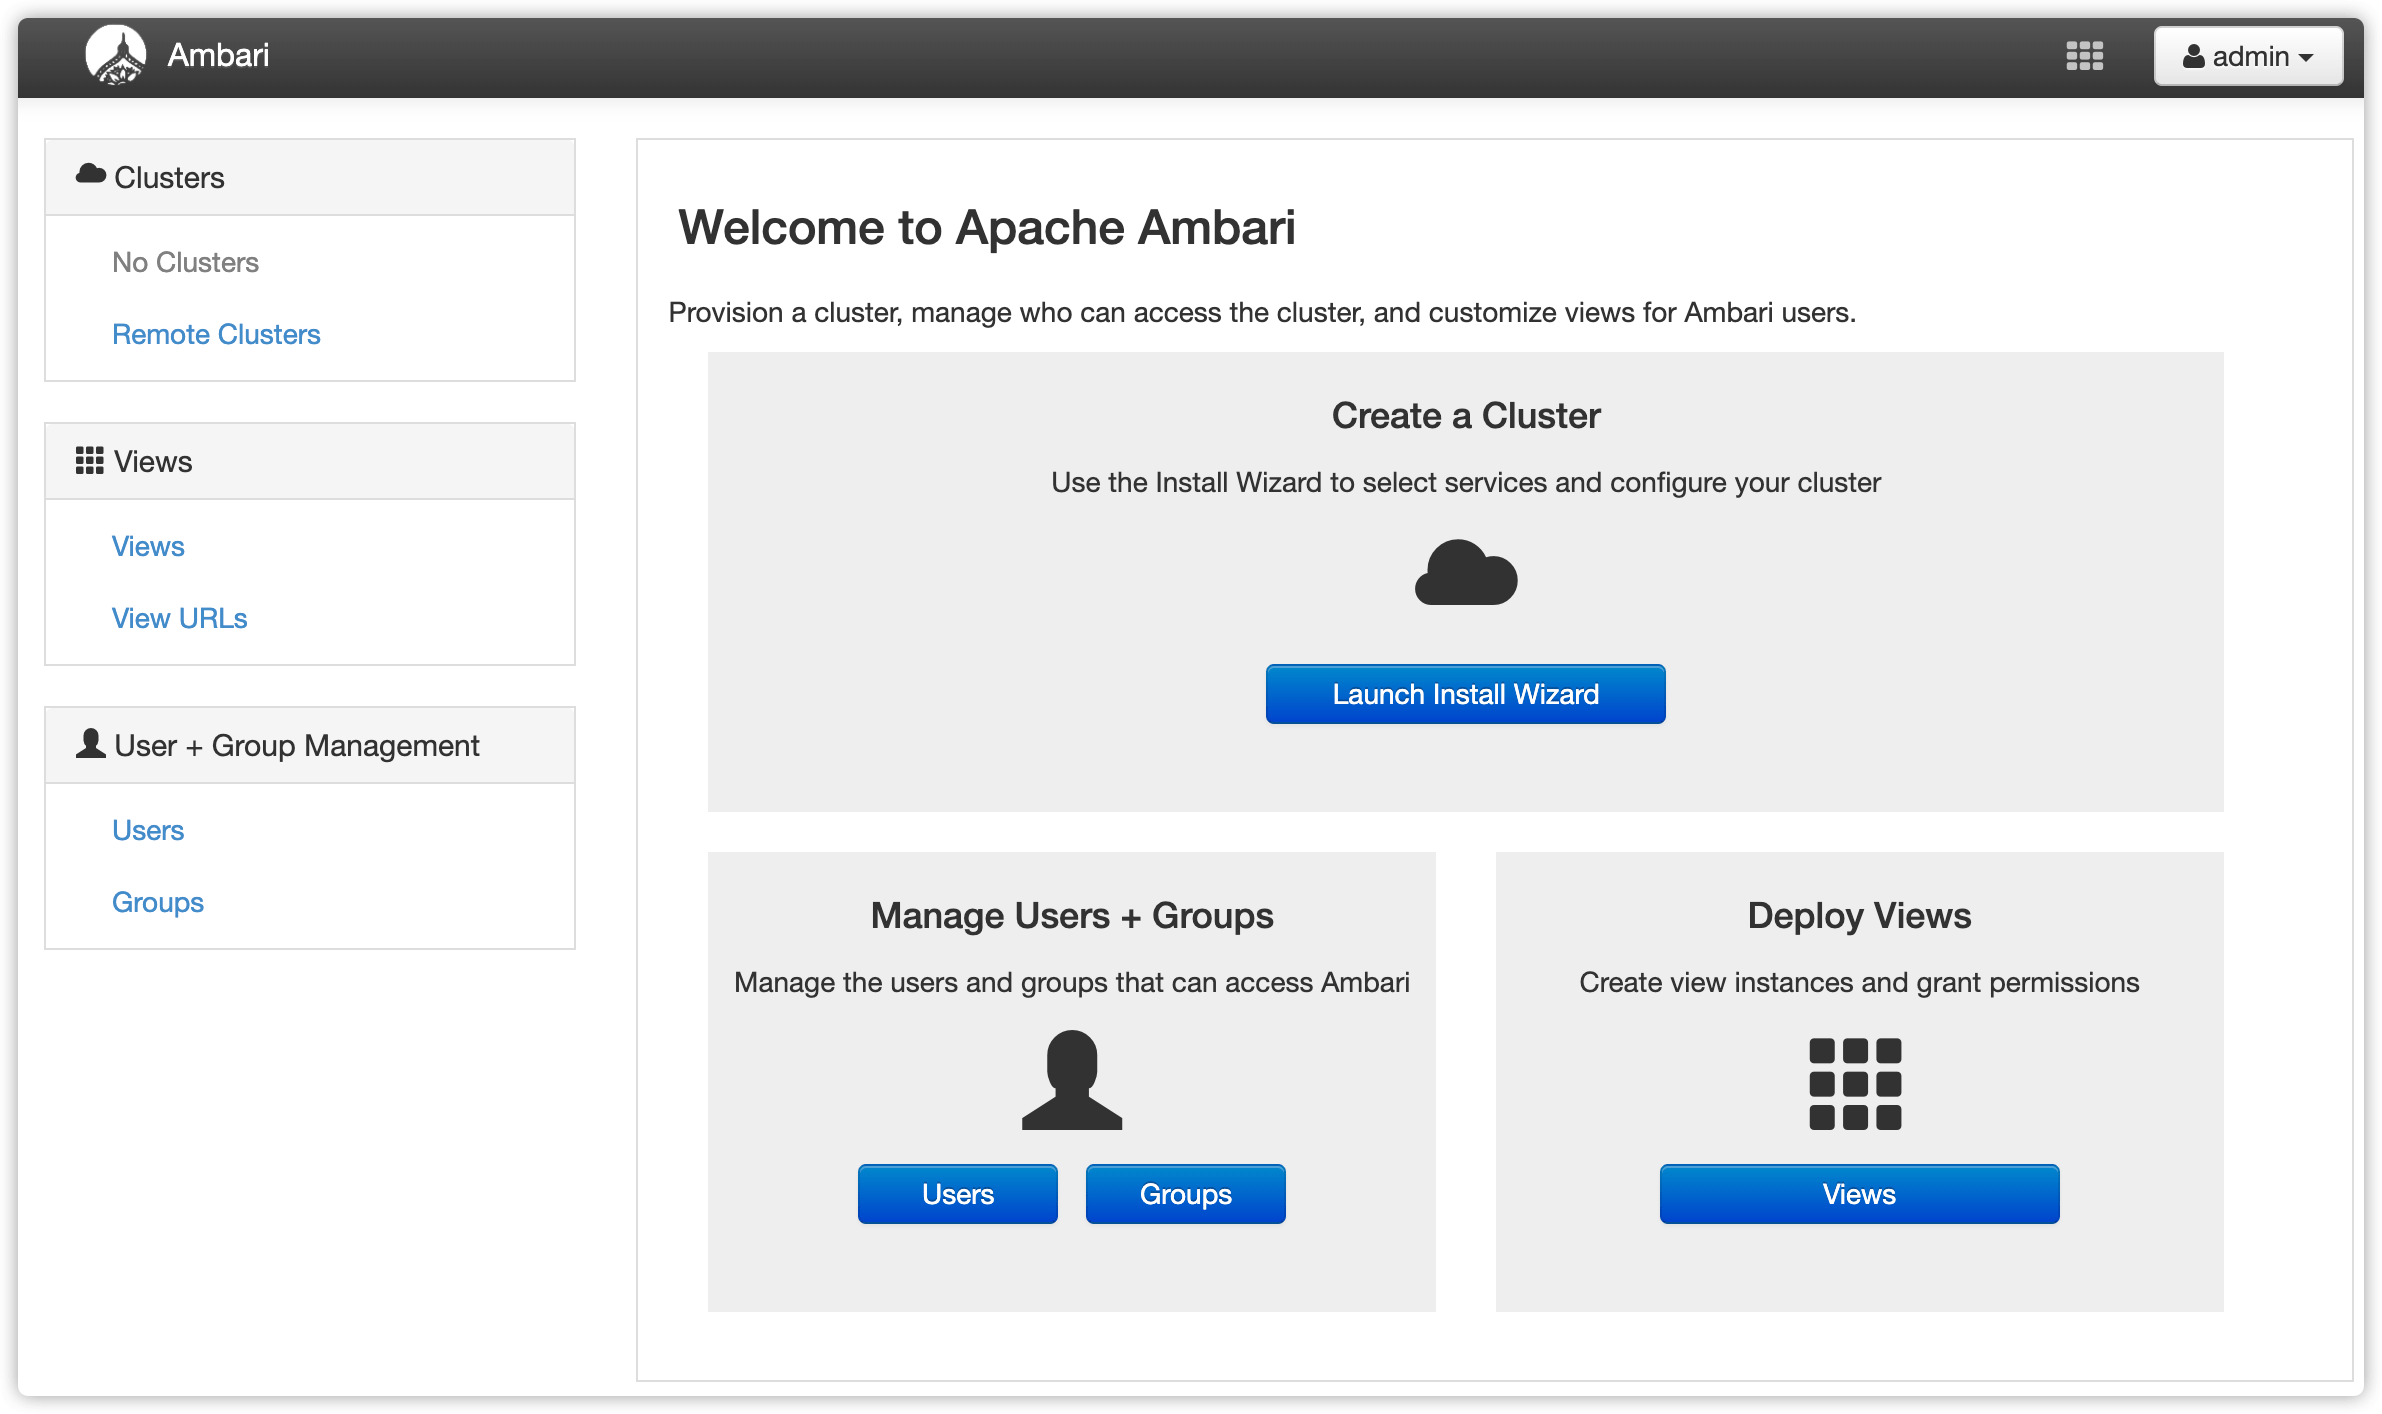 Ambari
admin
Clusters
No Clusters
Remote Clusters
Views
Views
View URLs
User + Group Management
Users
Groups
Welcome to Apache Ambari
Provision a cluster, manage who can access the cluster, and customize views for Ambari users.
Create a Cluster
Use the Install Wizard to select services and configure your cluster
Launch Install Wizard
Manage Users + Groups
Manage the users and groups that can access Ambari
Users
Groups
Deploy Views
Create view instances and grant permissions
Views